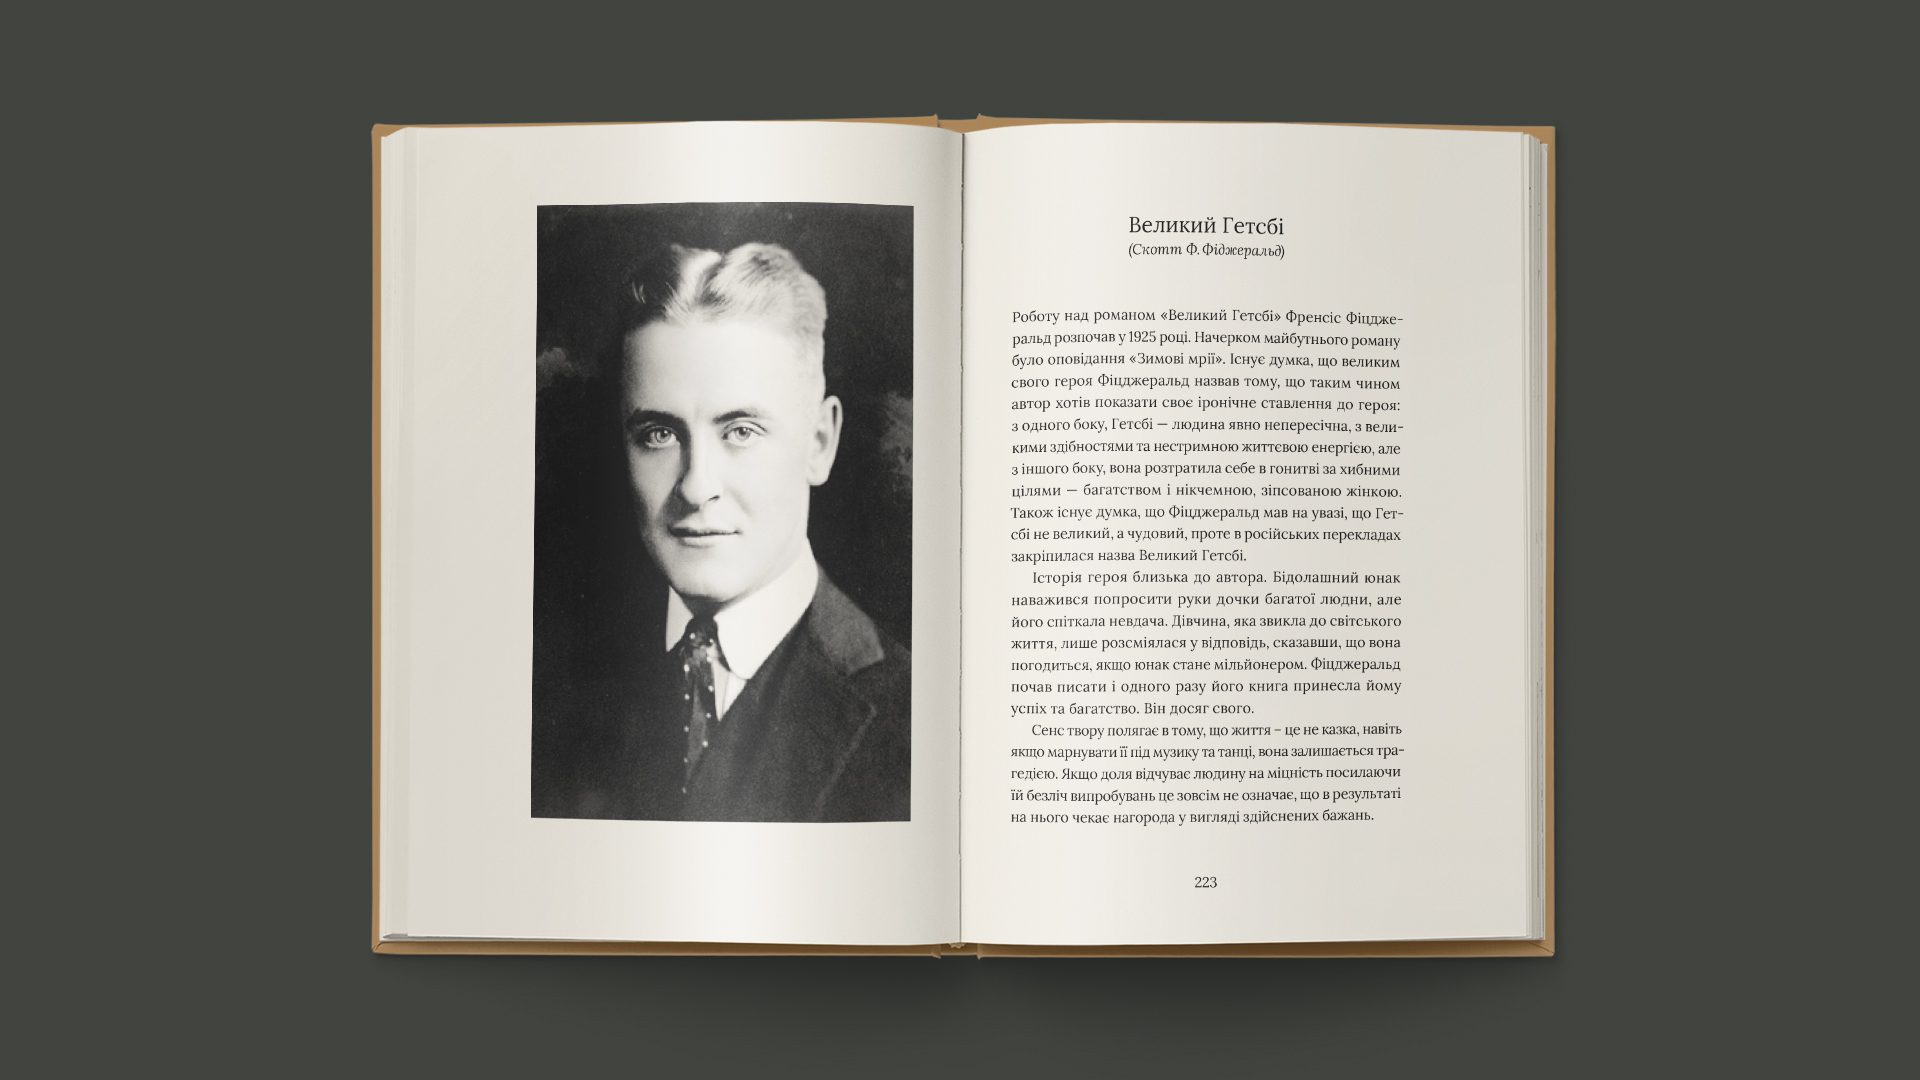 Великий Гетсбі
(Скотт Ф. Фіджеральд)
Роботу над романом «Великий Гетсбі» Френсіс Фіцдже-
ральд розпочав у 1925 році. Начерком майбутнього роману
було оповідання «Зимові мрії». Існує думка, що великим
свого героя Фіцджеральд назвав тому, що таким чином
автор хотів показати своє іронічне ставлення до героя:
з одного боку, Гетсбі — людина явно непересічна, з вели-
кими здібностями та нестримною життєвою енергією, але
з іншого боку, вона розтратила себе в гонитві за хибними
цілями — багатством і нікчемною, зіпсованою жінкою.
Також існує думка, що Фіцджеральд мав на увазі, що Гет-
сбі не великий, а чудовий, проте в російських перекладах
закріпилася назва Великий Гетсбі.
Історія героя близька до автора. Бідолашний юнак
наважився попросити руки дочки багатої людни, але
його спіткала невдача. Дівчина, яка звикла до світського
життя, лише розсміялася у відповідь, сказавши, що вона
погодиться, якщо юнак стане мільйонером. Фіцджеральд
почав писати і одного разу його книга принесла йому
успіх та багатство. Він досяг свого.
Сенс твору полягає в тому, що життя – це не казка, навіть
якщо марнувати її під музику та танці, вона залишається тра-
гедією. Якщо доля відчуває людину на міцність посилаючи
їй безліч випробувань це зовсім не означає, що в результаті
на нього чекає нагорода у вигляді здійснених бажань.
223